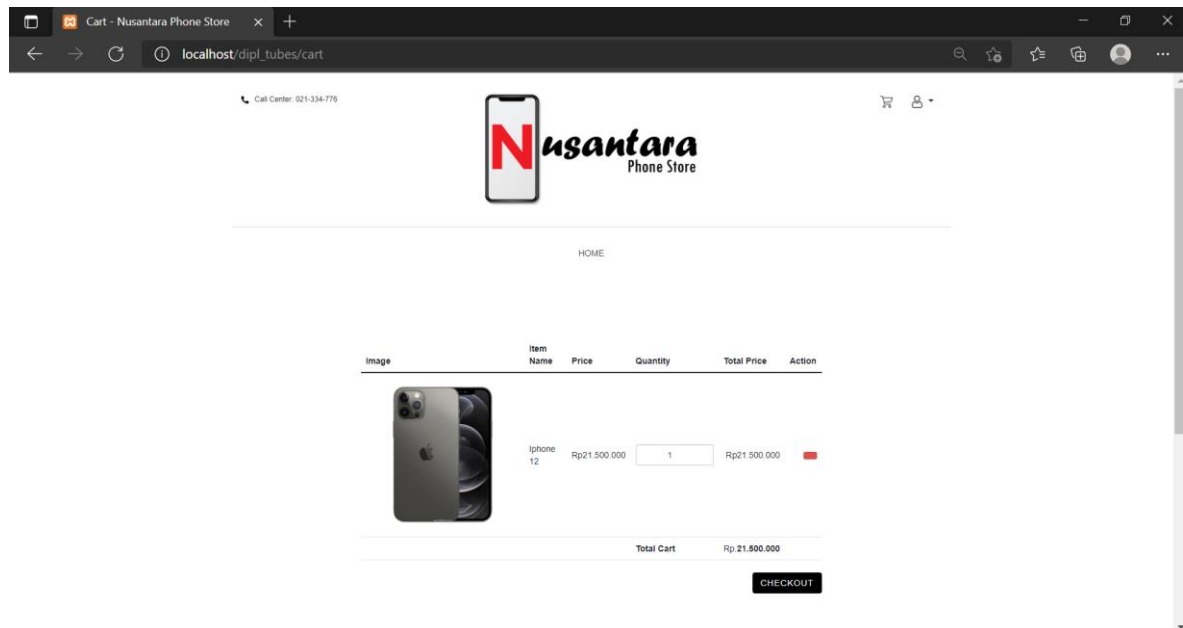 Cart - Nusantara Phone Store
localhost/dipl_tubes/cart
Call Center: 021-334-776
Nusantara
Phone Store
HOME
Image Item Name Price Quantity Total Price Action
Iphone 12 Rp21.500.000 1 Rp21.500.000
Total Cart Rp.21.500.000
CHECKOUT